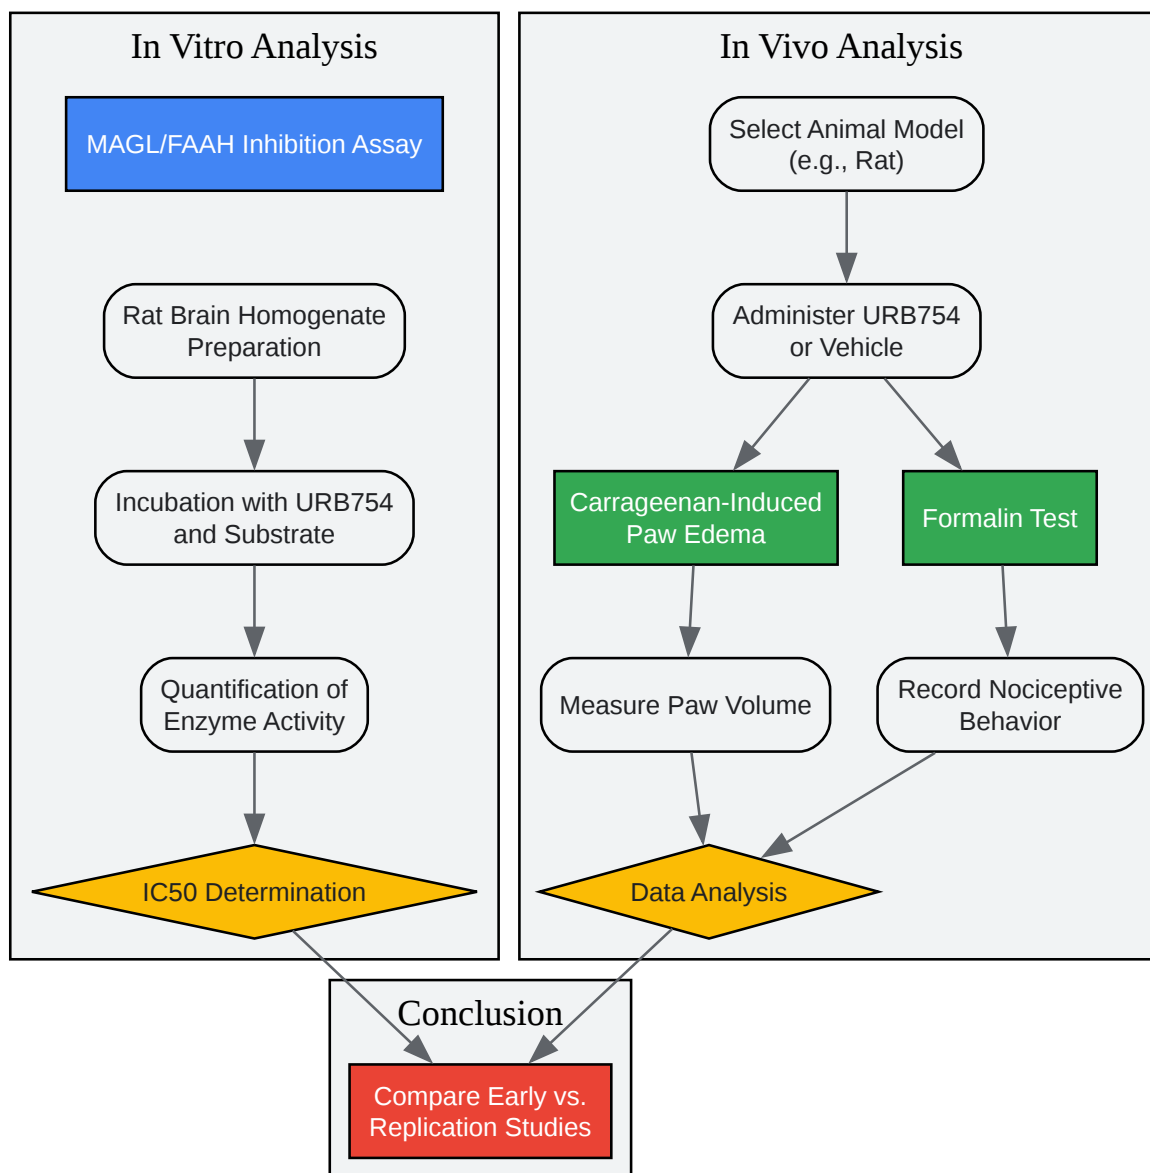 In Vitro Analysis
MAGL/FAAH Inhibition Assay
Rat Brain Homogenate
Preparation
Incubation with URB754
and Substrate
Quantification of
Enzyme Activity
IC50 Determination
In Vivo Analysis
Select Animal Model
(e.g., Rat)
Administer URB754
or Vehicle
Carrageenan-Induced
Paw Edema
Formalin Test
Measure Paw Volume
Record Nociceptive
Behavior
Data Analysis
Conclusion
Compare Early vs.
Replication Studies